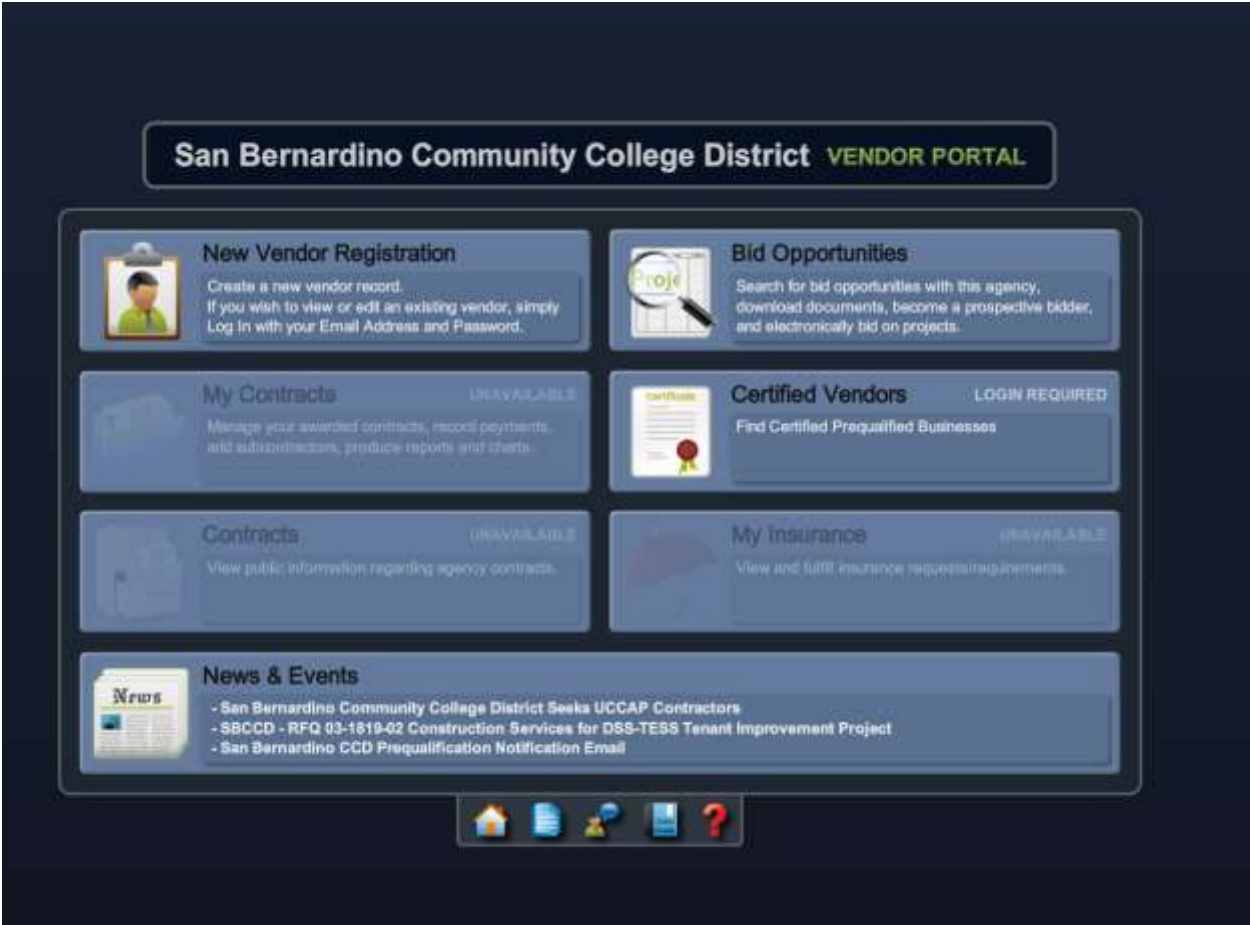 San Bernardino Community College District VENDOR PORTAL
New Vendor Registration
Create a new vendor record.
If you wish to view or edit an existing vendor, simply
Log In with your Email Address and Password.
Bid Opportunities
Search for bid opportunities with this agency,
download documents, become a prospective bidder,
and electronically bid on projects.
Proje
My Contracts UNAVAILABLE
Manage your awarded contracts, record payments,
add subcontractors, produce reports and charts.
Certified Vendors LOGIN REQUIRED
Find Certified Prequalified Businesses
certificate
Contracts UNAVAILABLE
View public information regarding agency contracts.
My Insurance UNAVAILABLE
View and fulfill insurance requests/requirements.
News & Events
News
- San Bernardino Community College District Seeks UCCAP Contractors
- SBCCD - RFQ 03-1819-02 Construction Services for DSS-TESS Tenant Improvement Project
- San Bernardino CCD Prequalification Notification Email
?